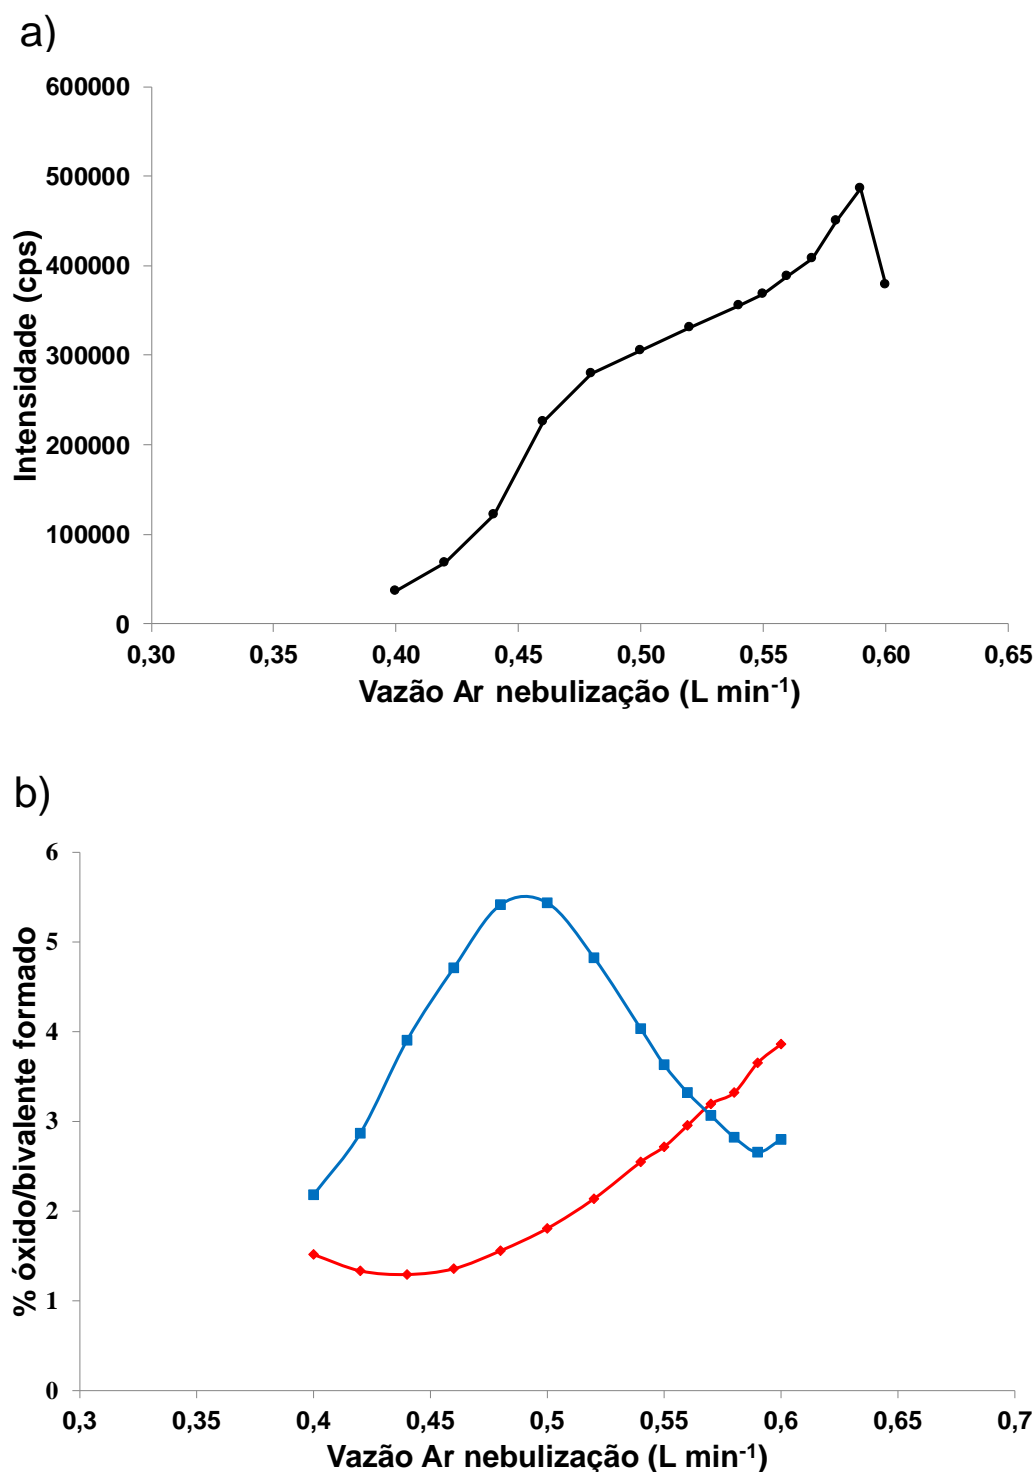 a)
600000
500000
400000
300000
200000
100000
0
Intensidade (cps)
0,30 0,35 0,40 0,45 0,50 0,55 0,60 0,65
Vazão Ar nebulização (L min⁻¹)
b)
6
5
4
3
2
1
0
% óxido/bivalente formado
0,3 0,35 0,4 0,45 0,5 0,55 0,6 0,65 0,7
Vazão Ar nebulização (L min⁻¹)